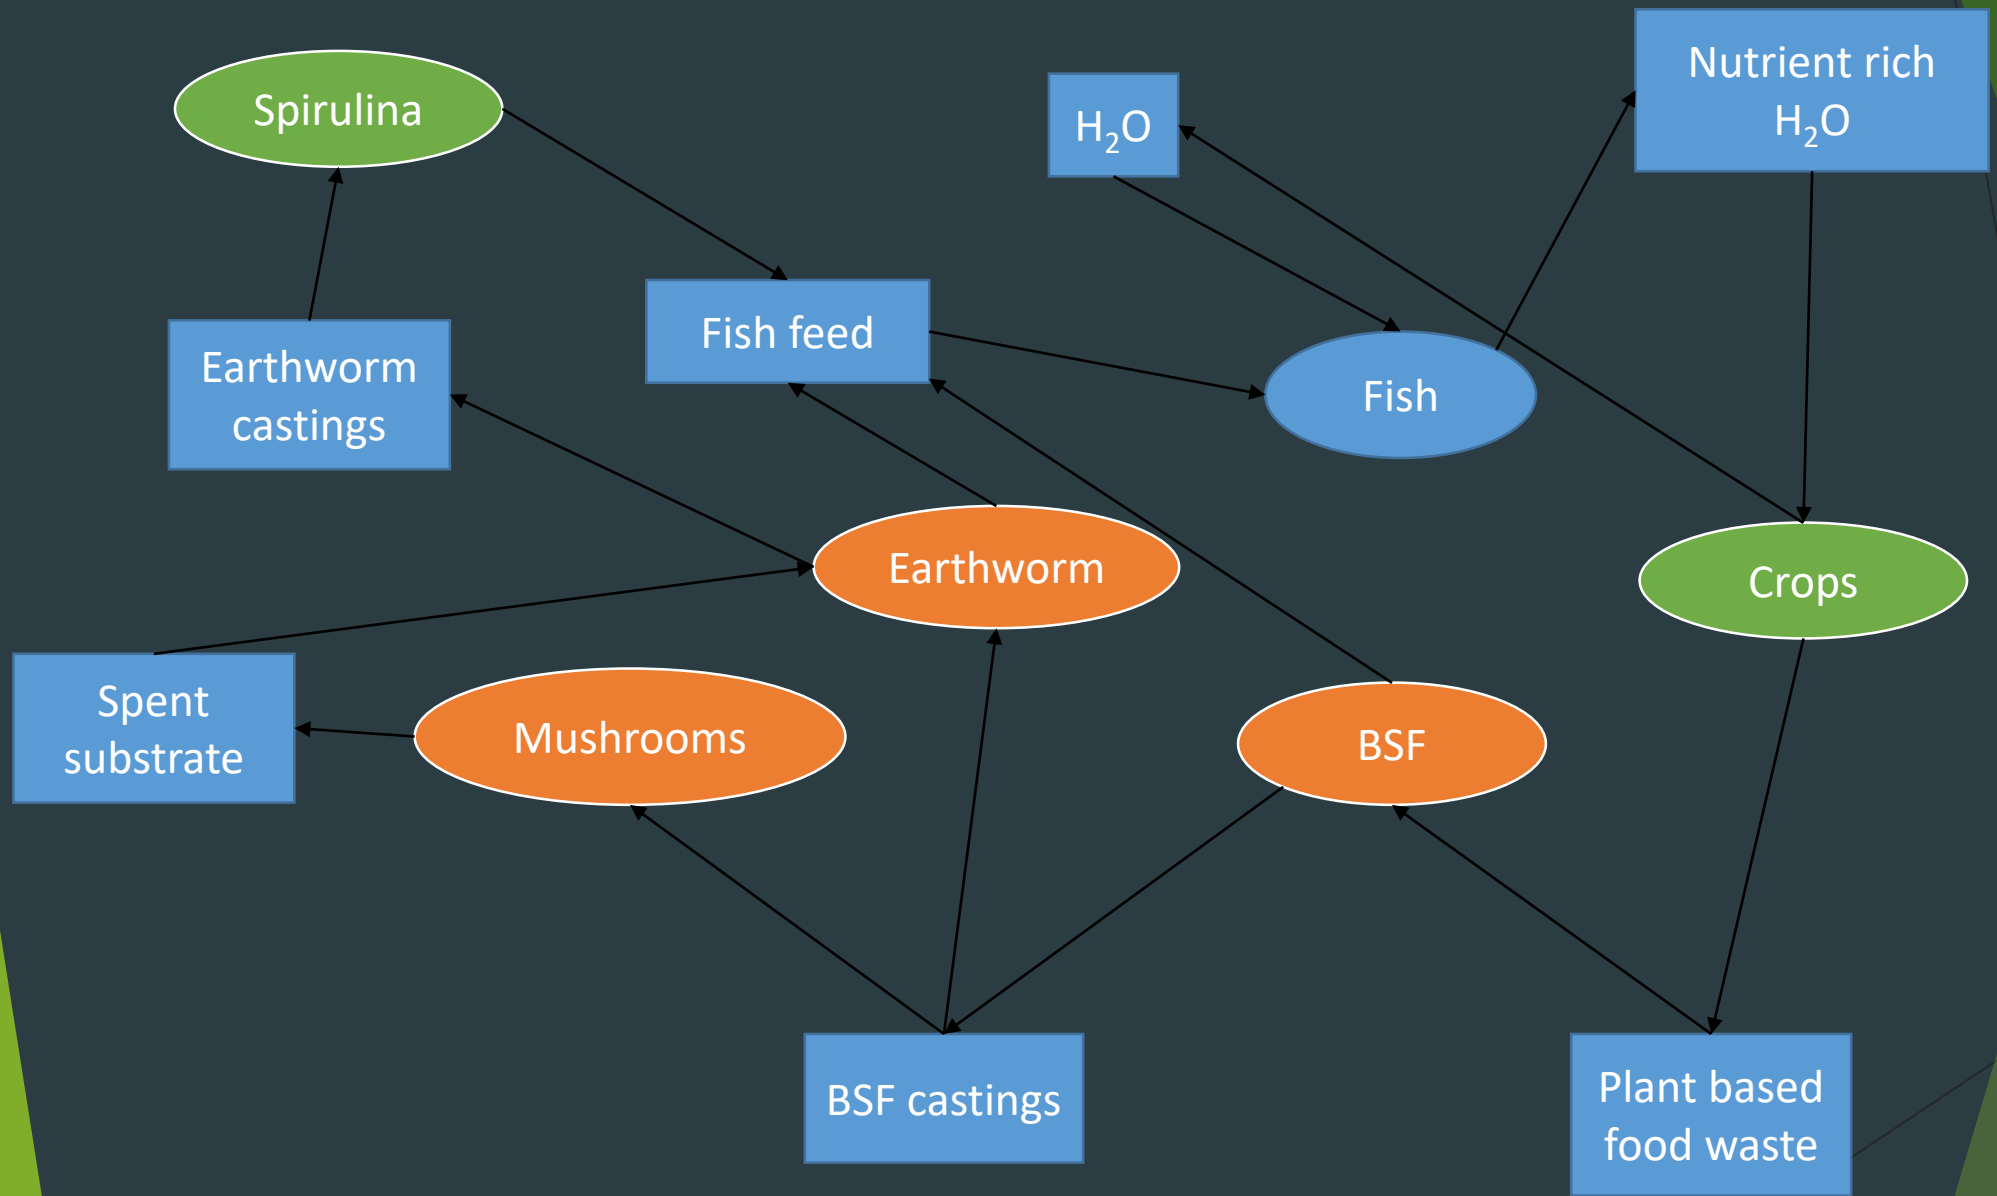 Spirulina
H₂O
Nutrient rich
H₂O
Fish feed
Earthworm
castings
Fish
Earthworm
Crops
Spent
substrate
Mushrooms
BSF
BSF castings
Plant based
food waste